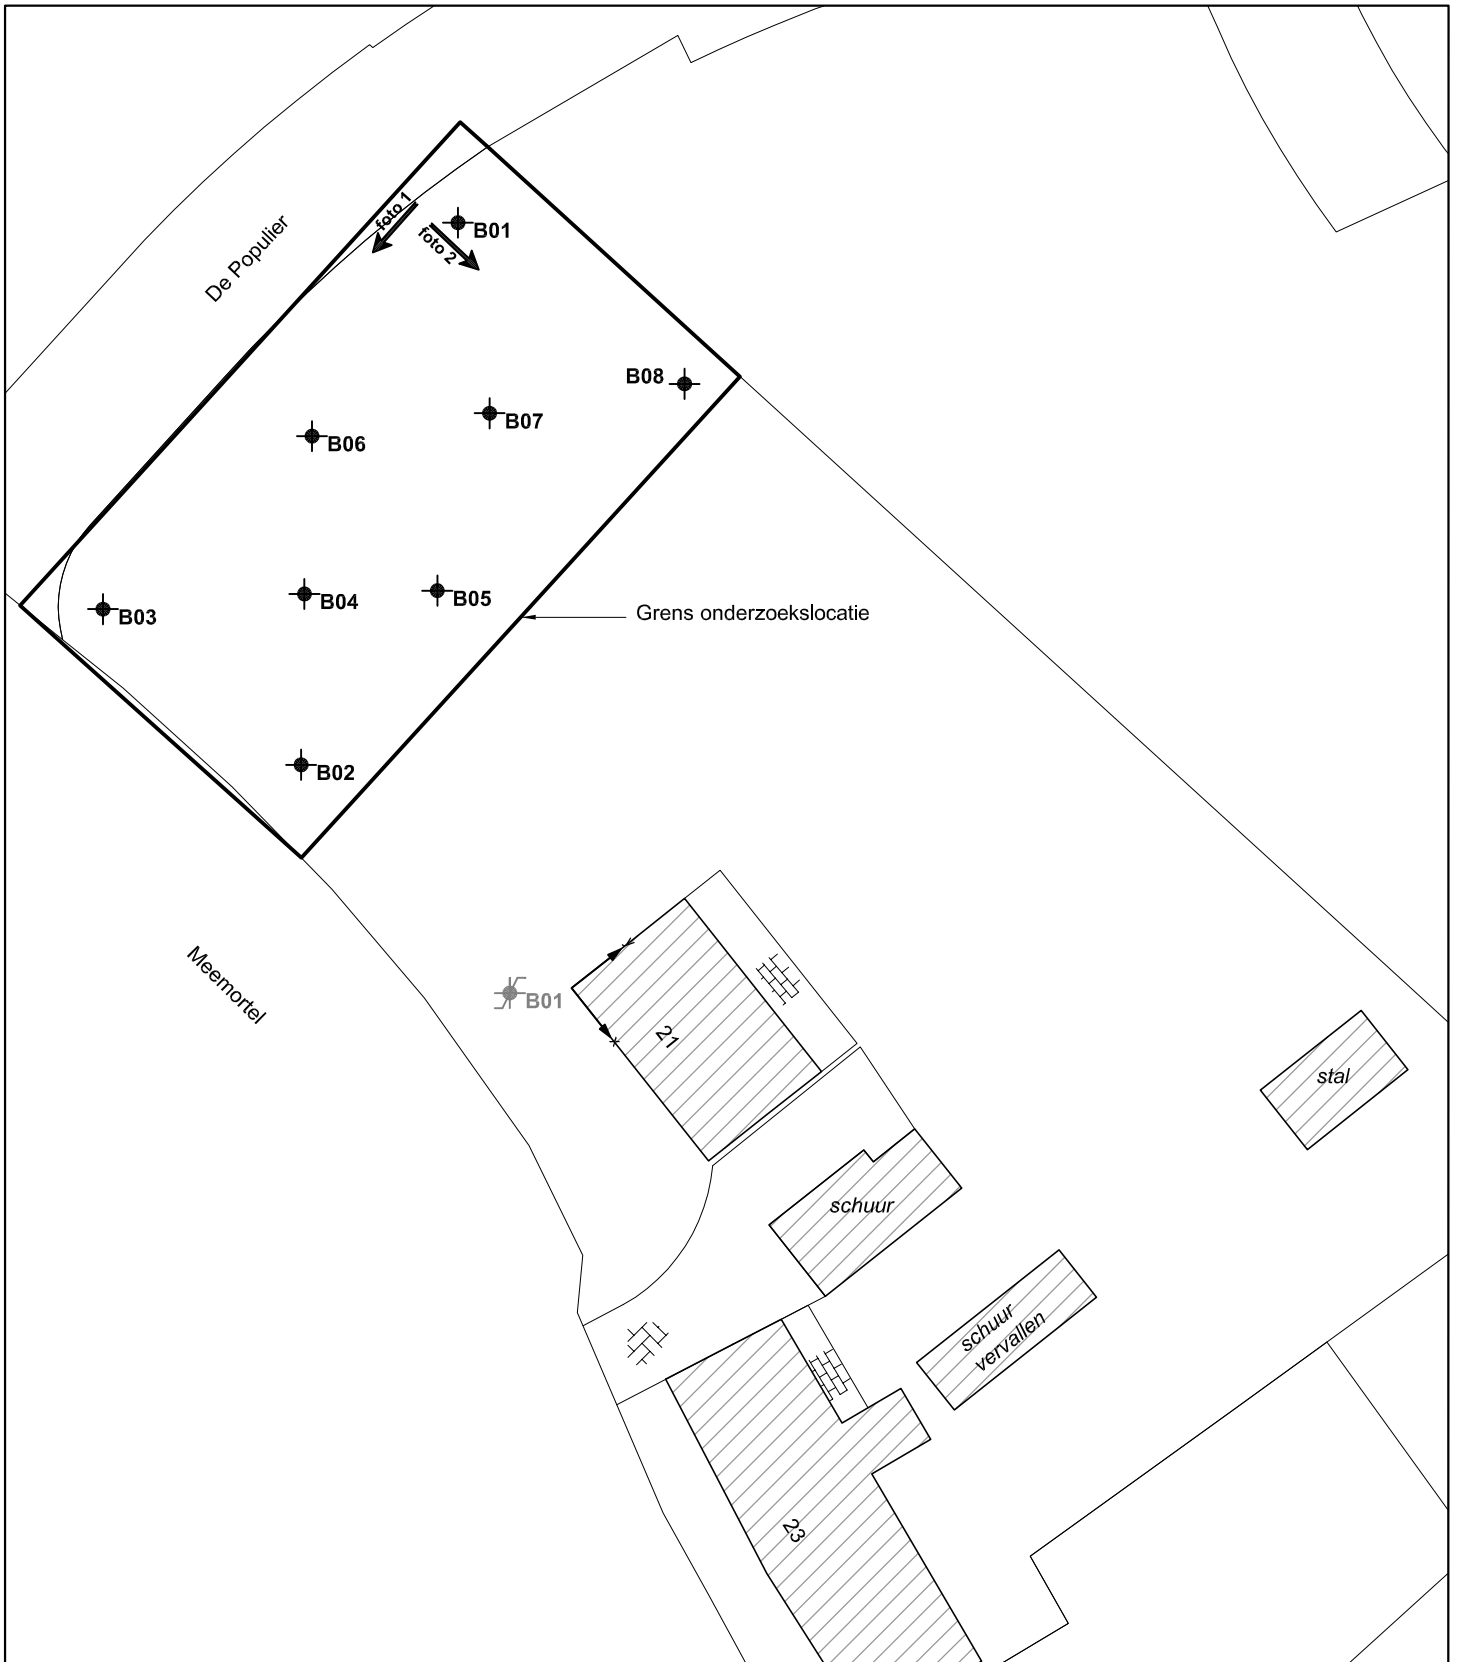 foto 1
B01
foto 2
De Populier
B08
B07
B06
B04
B05
B03
Grens onderzoekslocatie
B02
Meemortel
B01
21
stal
schuur
schuur
vervallen
23